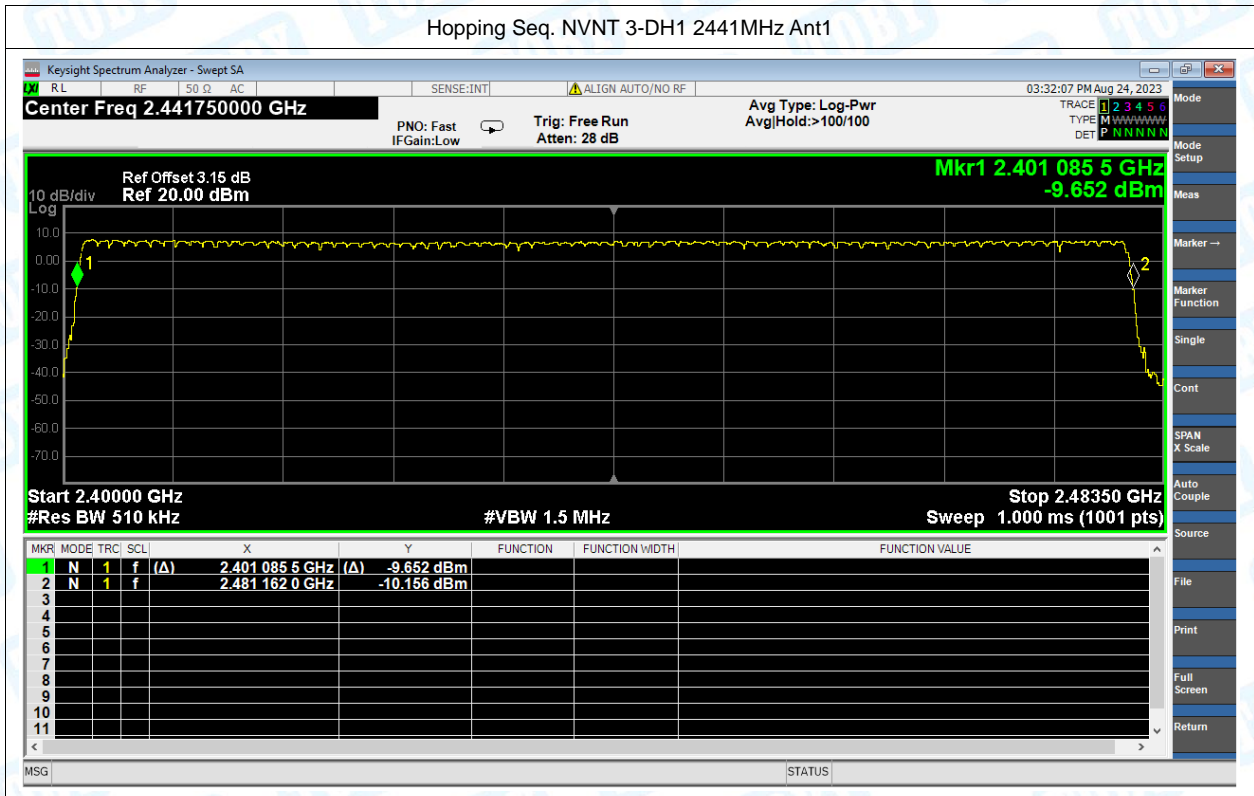 Hopping Seq. NVNT 3-DH1 2441MHz Ant1
Keysight Spectrum Analyzer - Swept SA
LXI RL RF 50 Ω AC SENSE:INT ALIGN AUTO/NO RF 03:32:07 PM Aug 24, 2023
Center Freq 2.441750000 GHz
PNO: Fast
IFGain:Low
Trig: Free Run
Atten: 28 dB
Avg Type: Log-Pwr
Avg|Hold:>100/100
TRACE 1 2 3 4 5 6
TYPE M WWWWW
DET P N N N N N
Mkr1 2.401 085 5 GHz
-9.652 dBm
Ref Offset 3.15 dB
10 dB/div Ref 20.00 dBm
Log
10.0
0.00
-10.0
-20.0
-30.0
-40.0
-50.0
-60.0
-70.0
1
2
Start 2.40000 GHz Stop 2.48350 GHz
#Res BW 510 kHz #VBW 1.5 MHz Sweep 1.000 ms (1001 pts)
MKR MODE TRC SCL X Y FUNCTION FUNCTION WIDTH FUNCTION VALUE
1 N 1 f (Δ) 2.401 085 5 GHz (Δ) -9.652 dBm
2 N 1 f 2.481 162 0 GHz -10.156 dBm
3
4
5
6
7
8
9
10
11
MSG STATUS
Mode
Mode
Setup
Meas
Marker→
Marker
Function
Single
Cont
SPAN
X Scale
Auto
Couple
Source
File
Print
Full
Screen
Return
TOBY